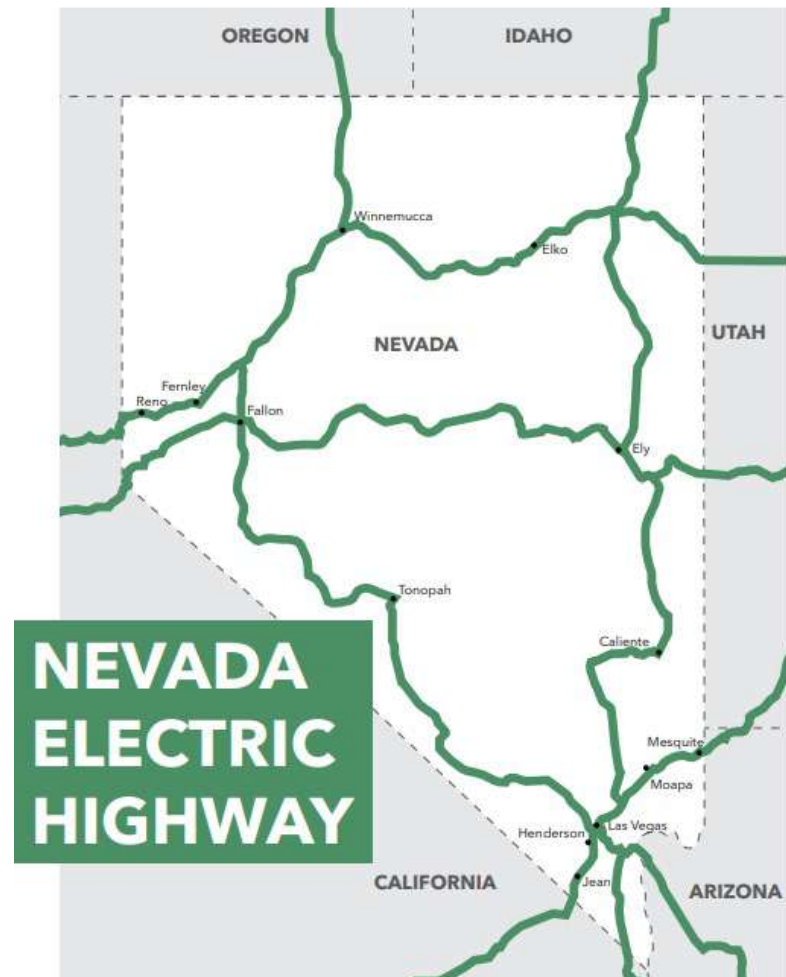 OREGON
IDAHO
Winnemucca
Elko
NEVADA
UTAH
Fernley
Reno
Fallon
Ely
Tonopah
Caliente
NEVADA
ELECTRIC
HIGHWAY
Mesquite
Moapa
Las Vegas
Henderson
Jean
CALIFORNIA
ARIZONA